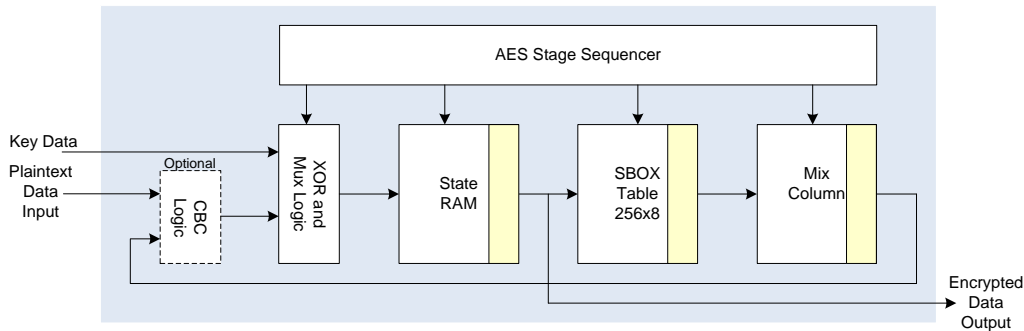 AES Stage Sequencer
Key Data
Plaintext
Data
Input
Optional
CBC
Logic
XOR and
Mux Logic
State
RAM
SBOX
Table
256x8
Mix
Column
Encrypted
Data
Output